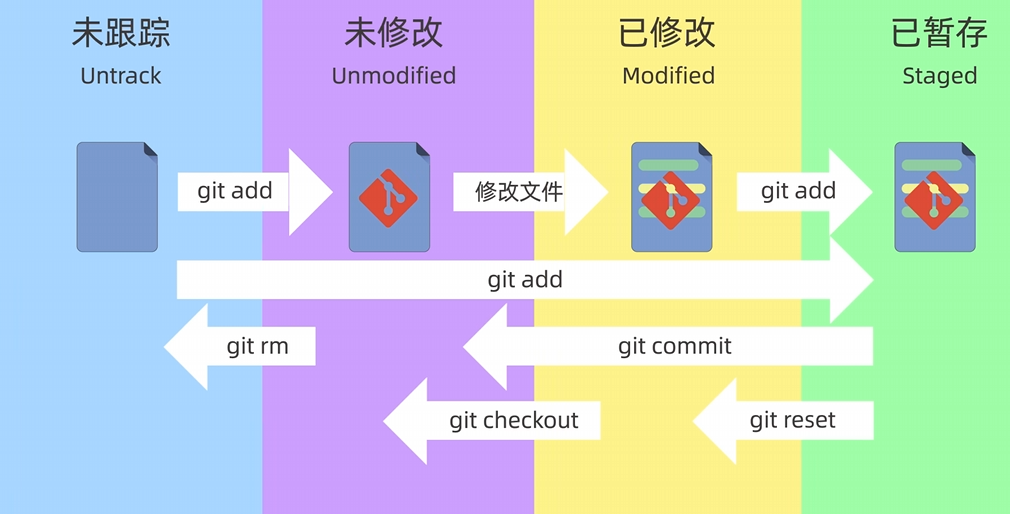 未跟踪
Untrack
未修改
Unmodified
已修改
Modified
已暂存
Staged
git add
修改文件
git add
git add
git rm
git commit
git checkout
git reset